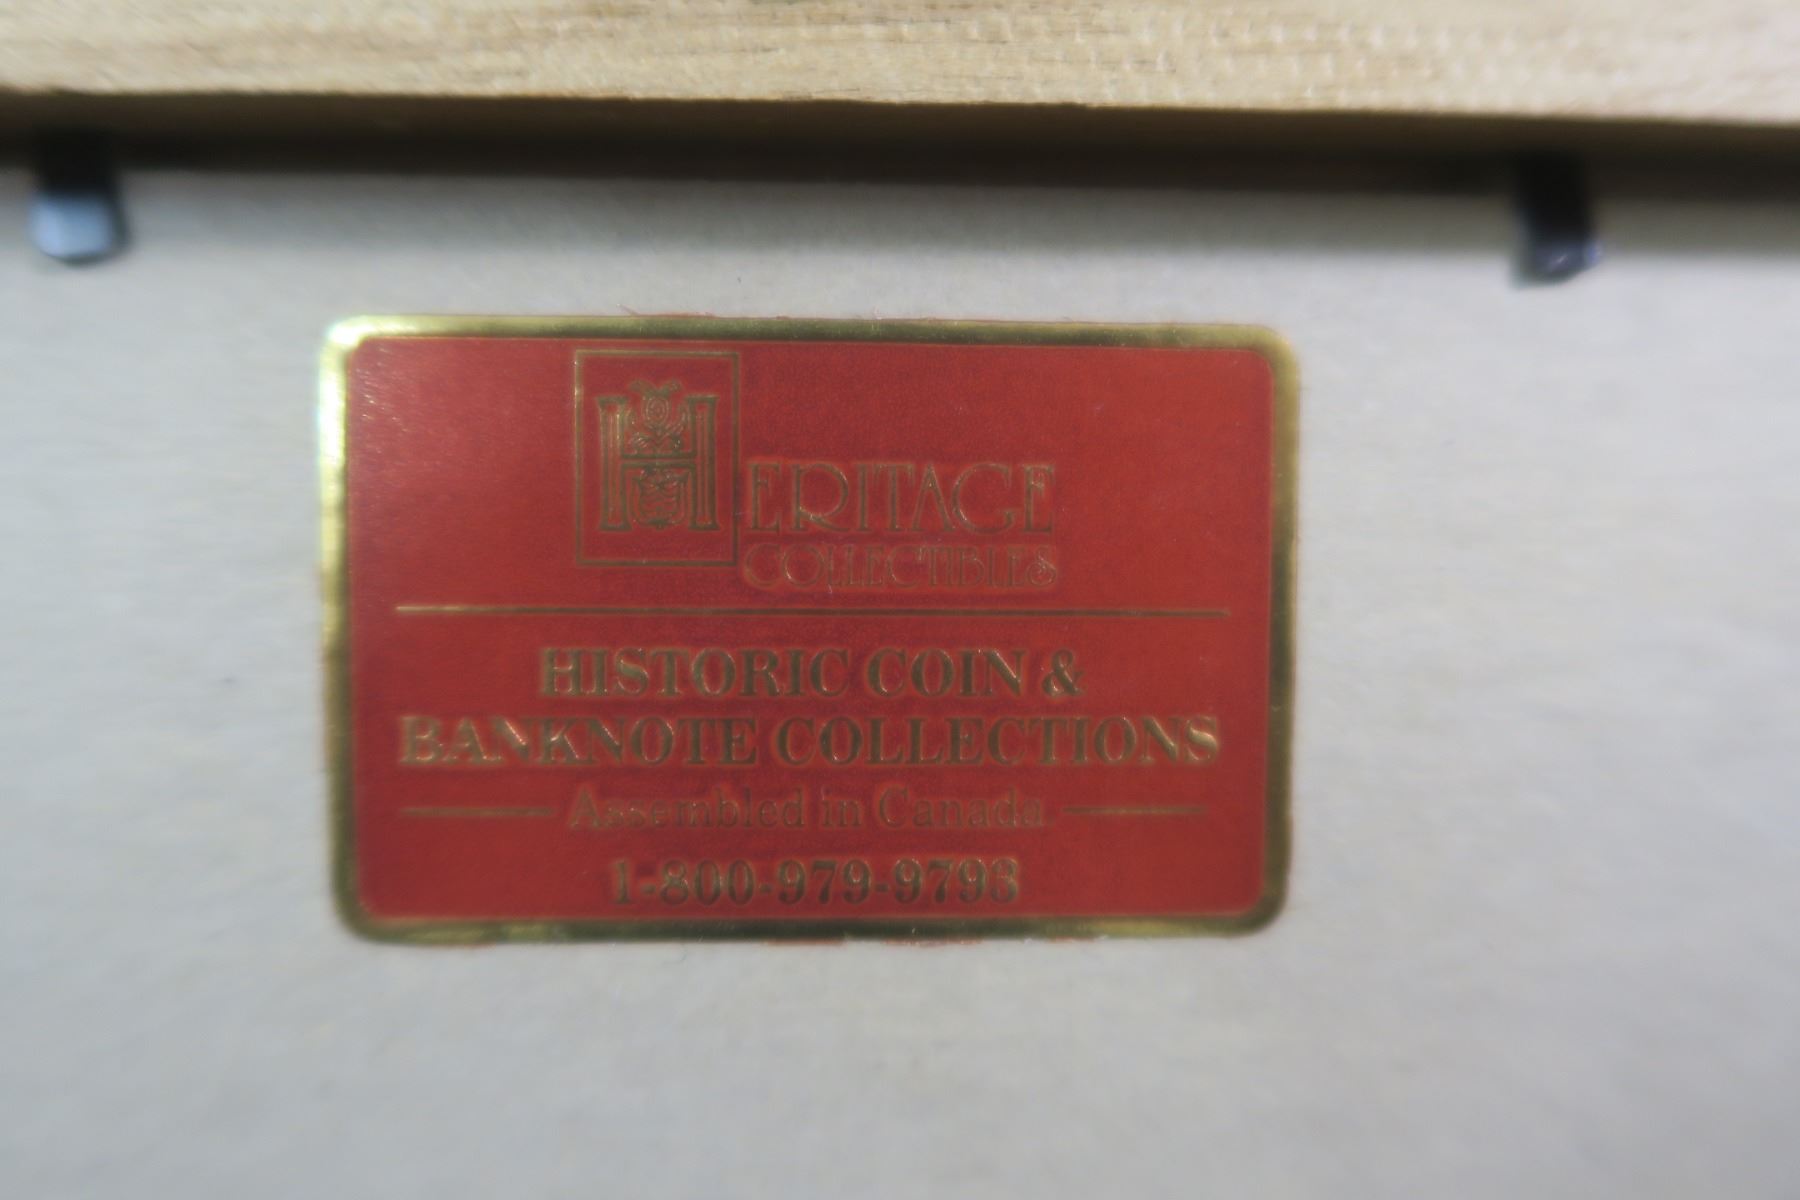 HERITAGE
COLLECTIBLES
HISTORIC COIN &
BANKNOTE COLLECTIONS
Assembled in Canada
1-800-979-9793